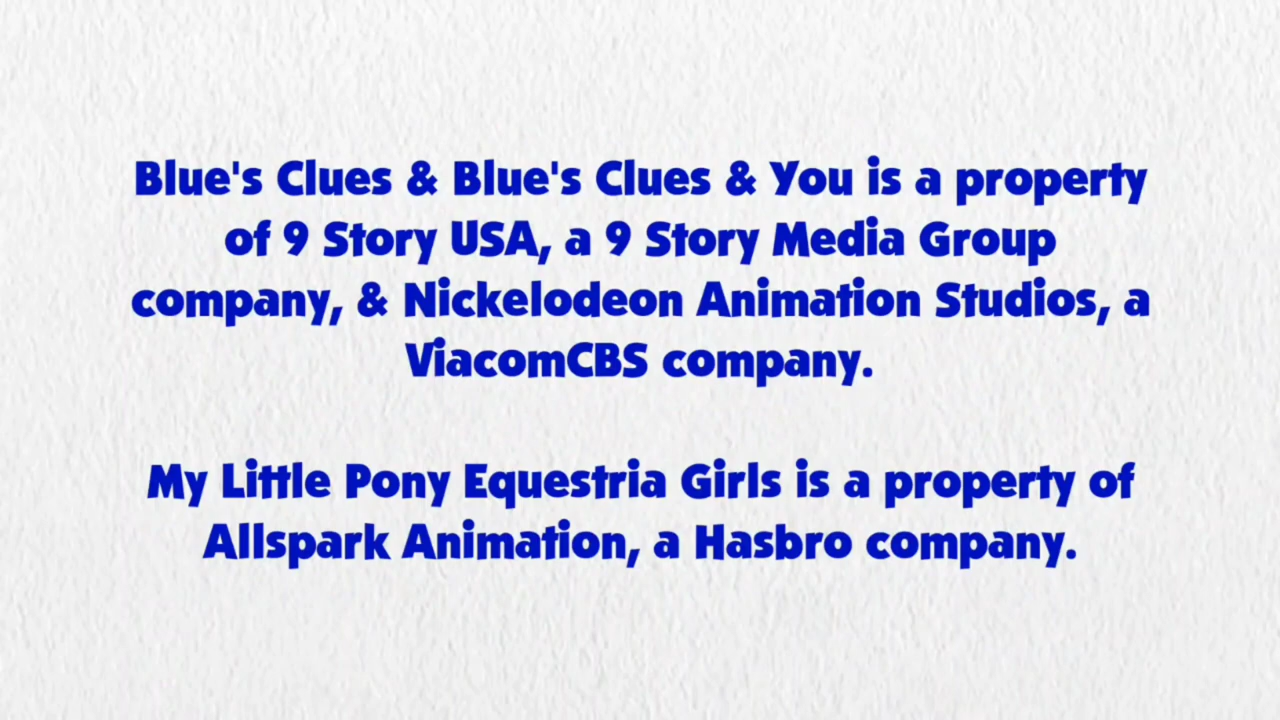 Blue's Clues & Blue's Clues & You is a property
of 9 Story USA, a 9 Story Media Group
company, & Nickelodeon Animation Studios, a
ViacomCBS company.
My Little Pony Equestria Girls is a property of
Allspark Animation, a Hasbro company.